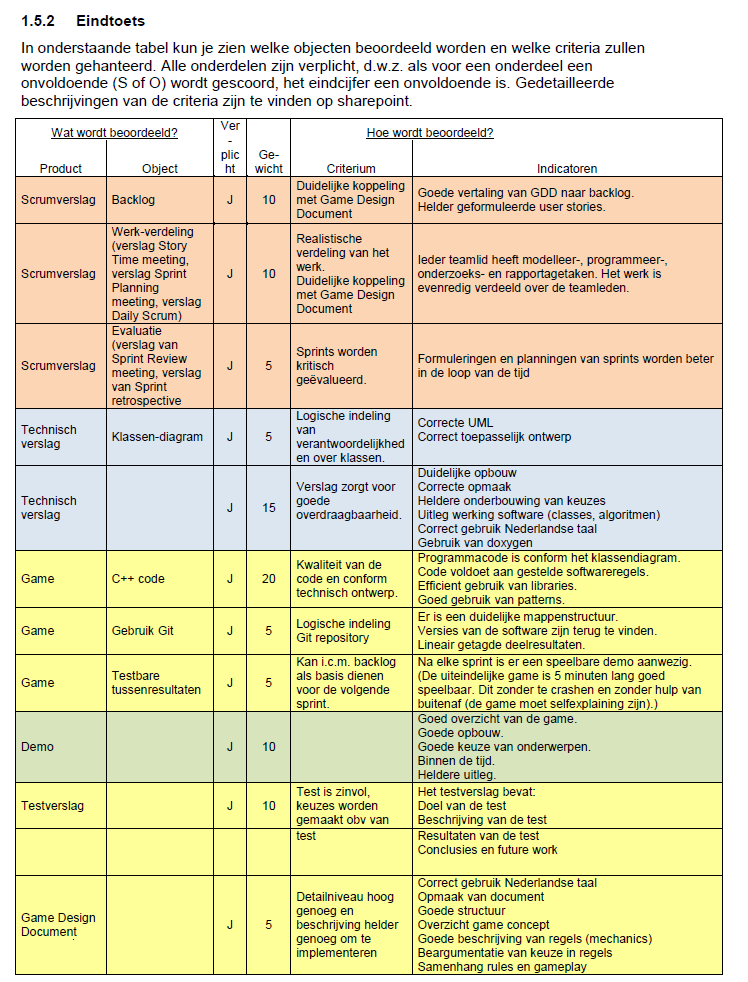 1.5.2 Eindtoets
In onderstaande tabel kun je zien welke objecten beoordeeld worden en welke criteria zullen
worden gehanteerd. Alle onderdelen zijn verplicht, d.w.z. als voor een onderdeel een
onvoldoende (S of O) wordt gescoord, het eindcijfer een onvoldoende is. Gedetailleerde
beschrijvingen van de criteria zijn te vinden op sharepoint.
Wat wordt beoordeeld?
Ver
-
plic
ht
Ge-
wicht
Hoe wordt beoordeeld?
Product
Object
Criterium
Indicatoren
Scrumverslag
Backlog
J
10
Duidelijke koppeling
met Game Design
Document
Goede vertaling van GDD naar backlog.
Helder geformuleerde user stories.
Scrumverslag
Werk-verdeling
(verslag Story
Time meeting,
verslag Sprint
Planning
meeting, verslag
Daily Scrum)
J
10
Realistische
verdeling van het
werk.
Duidelijke koppeling
met Game Design
Document
Ieder teamlid heeft modelleer-, programmeer-,
onderzoeks- en rapportagetaken. Het werk is
evenredig verdeeld over de teamleden.
Scrumverslag
Evaluatie
(verslag van
Sprint Review
meeting, verslag
van Sprint
retrospective
J
5
Sprints worden
kritisch
geëvalueerd.
Formuleringen en planningen van sprints worden beter
in de loop van de tijd
Technisch
verslag
Klassen-diagram
J
5
Logische indeling
van
verantwoordelijkhed
en over klassen.
Correcte UML
Correct toepasselijk ontwerp
Technisch
verslag
J
15
Verslag zorgt voor
goede
overdraagbaarheid.
Duidelijke opbouw
Correcte opmaak
Heldere onderbouwing van keuzes
Uitleg werking software (classes, algoritmen)
Correct gebruik Nederlandse taal
Gebruik van doxygen
Game
C++ code
J
20
Kwaliteit van de
code en conform
technisch ontwerp.
Programmacode is conform het klassendiagram.
Code voldoet aan gestelde softwareregels.
Efficient gebruik van libraries.
Goed gebruik van patterns.
Game
Gebruik Git
J
5
Logische indeling
Git repository
Er is een duidelijke mappenstructuur.
Versies van de software zijn terug te vinden.
Lineair getagde deelresultaten.
Game
Testbare
tussenresultaten
J
5
Kan i.c.m. backlog
als basis dienen
voor de volgende
sprint.
Na elke sprint is er een speelbare demo aanwezig.
(De uiteindelijke game is 5 minuten lang goed
speelbaar. Dit zonder te crashen en zonder hulp van
buitenaf (de game moet selfexplaining zijn).)
Demo
J
10
Goed overzicht van de game.
Goede opbouw.
Goede keuze van onderwerpen.
Binnen de tijd.
Heldere uitleg.
Testverslag
J
10
Test is zinvol,
keuzes worden
gemaakt obv van
Het testverslag bevat:
Doel van de test
Beschrijving van de test
test
Resultaten van de test
Conclusies en future work
Game Design
Document
J
5
Detailniveau hoog
genoeg en
beschrijving helder
genoeg om te
implementeren
Correct gebruik Nederlandse taal
Opmaak van document
Goede structuur
Overzicht game concept
Goede beschrijving van regels (mechanics)
Beargumentatie van keuze in regels
Samenhang rules en gameplay